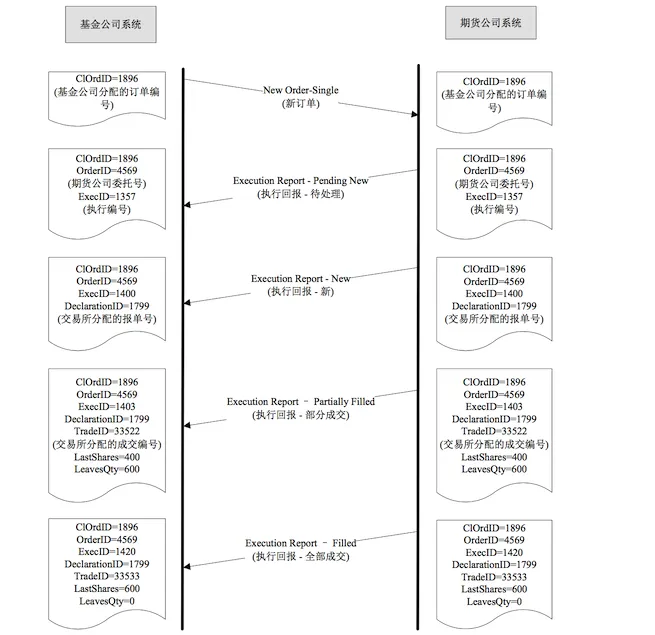 基金公司系统
期货公司系统
ClOrdID=1896
(基金公司分配的订单编
号)
New Order-Single
(新订单)
ClOrdID=1896
(基金公司分配的订单编
号)
ClOrdID=1896
OrderID=4569
(期货公司委托号)
ExecID=1357
(执行编号)
Execution Report - Pending New
(执行回报 - 待处理)
ClOrdID=1896
OrderID=4569
(期货公司委托号)
ExecID=1357
(执行编号)
ClOrdID=1896
OrderID=4569
ExecID=1400
DeclarationID=1799
(交易所分配的报单号)
Execution Report - New
(执行回报 - 新)
ClOrdID=1896
OrderID=4569
ExecID=1400
DeclarationID=1799
(交易所分配的报单号)
ClOrdID=1896
OrderID=4569
ExecID=1403
DeclarationID=1799
TradeID=33522
(交易所分配的成交编号)
LastShares=400
LeavesQty=600
Execution Report – Partially Filled
(执行回报 - 部分成交)
ClOrdID=1896
OrderID=4569
ExecID=1403
DeclarationID=1799
TradeID=33522
(交易所分配的成交编号)
LastShares=400
LeavesQty=600
ClOrdID=1896
OrderID=4569
ExecID=1420
DeclarationID=1799
TradeID=33533
LastShares=600
LeavesQty=0
Execution Report – Filled
(执行回报 - 全部成交)
ClOrdID=1896
OrderID=4569
ExecID=1420
DeclarationID=1799
TradeID=33533
LastShares=600
LeavesQty=0